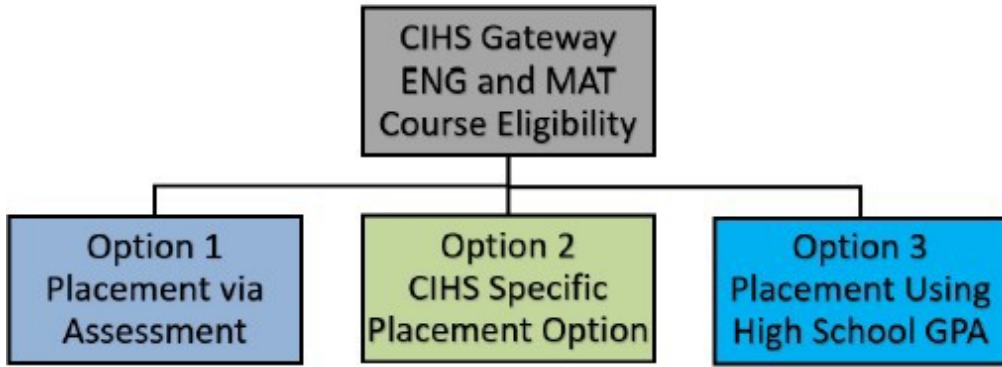 CIHS Gateway
ENG and MAT
Course Eligibility
Option 1
Placement via
Assessment
Option 2
CIHS Specific
Placement Option
Option 3
Placement Using
High School GPA